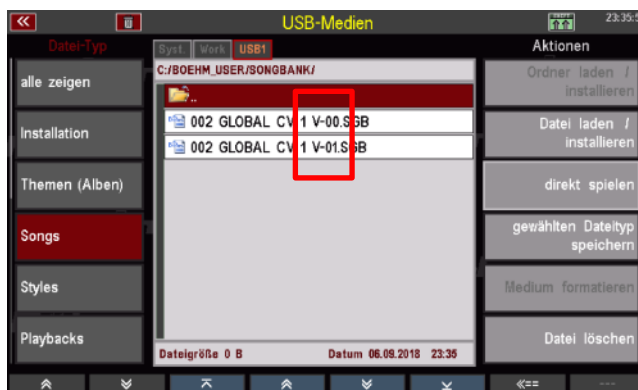 USB-Medien
23:35:5
Datei-Typ
Syst.
Work
USB1
Aktionen
C:/BOEHM_USER/SONGBANK/
alle zeigen
..
Ordner laden /
installieren
002 GLOBAL CV 1 V-00.SGB
Installation
002 GLOBAL CV 1 V-01.SGB
Datei laden /
installieren
Themen (Alben)
direkt spielen
Songs
gewählten Dateityp
speichern
Styles
Medium formatieren
Playbacks
Dateigröße 0 B
Datum 06.09.2018 23:35
Datei löschen
«==
---